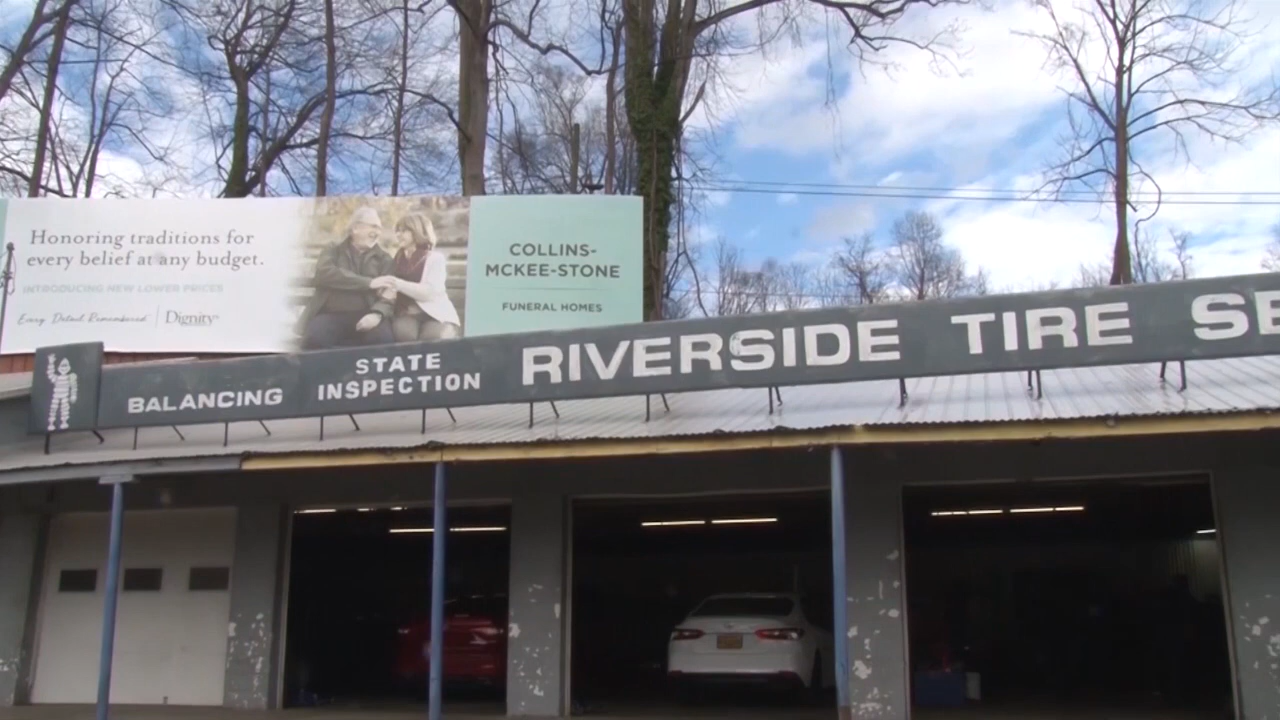 Honoring traditions for
every belief at any budget.
INTRODUCING NEW LOWER PRICES
Every Detail Remembered
Dignity
COLLINS-
MCKEE-STONE
FUNERAL HOMES
BALANCING
STATE
INSPECTION
RIVERSIDE TIRE SE